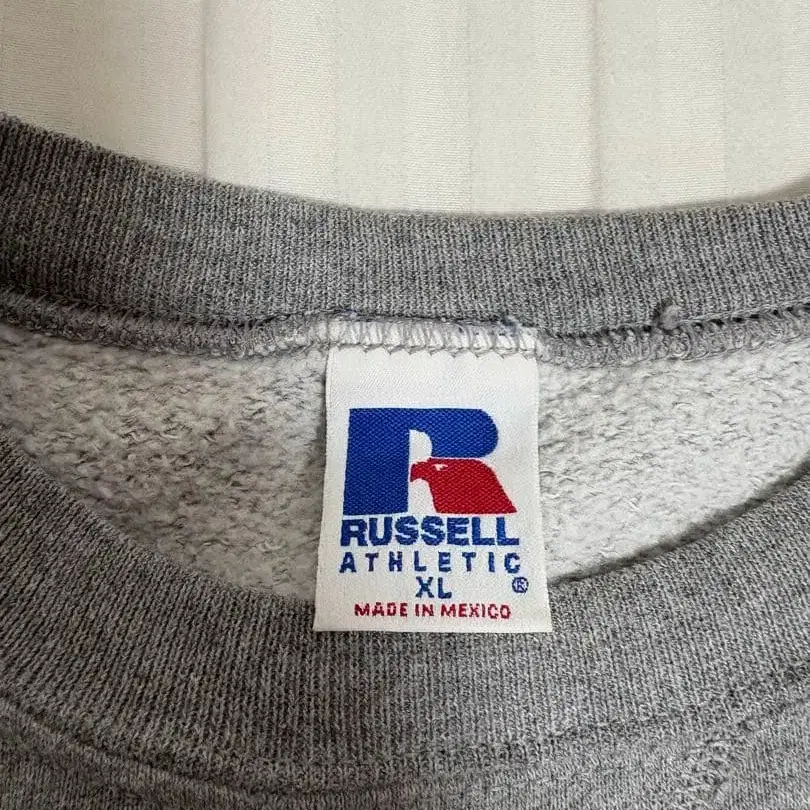 R
RUSSELL
ATHLETIC
XL ®
MADE IN MEXICO